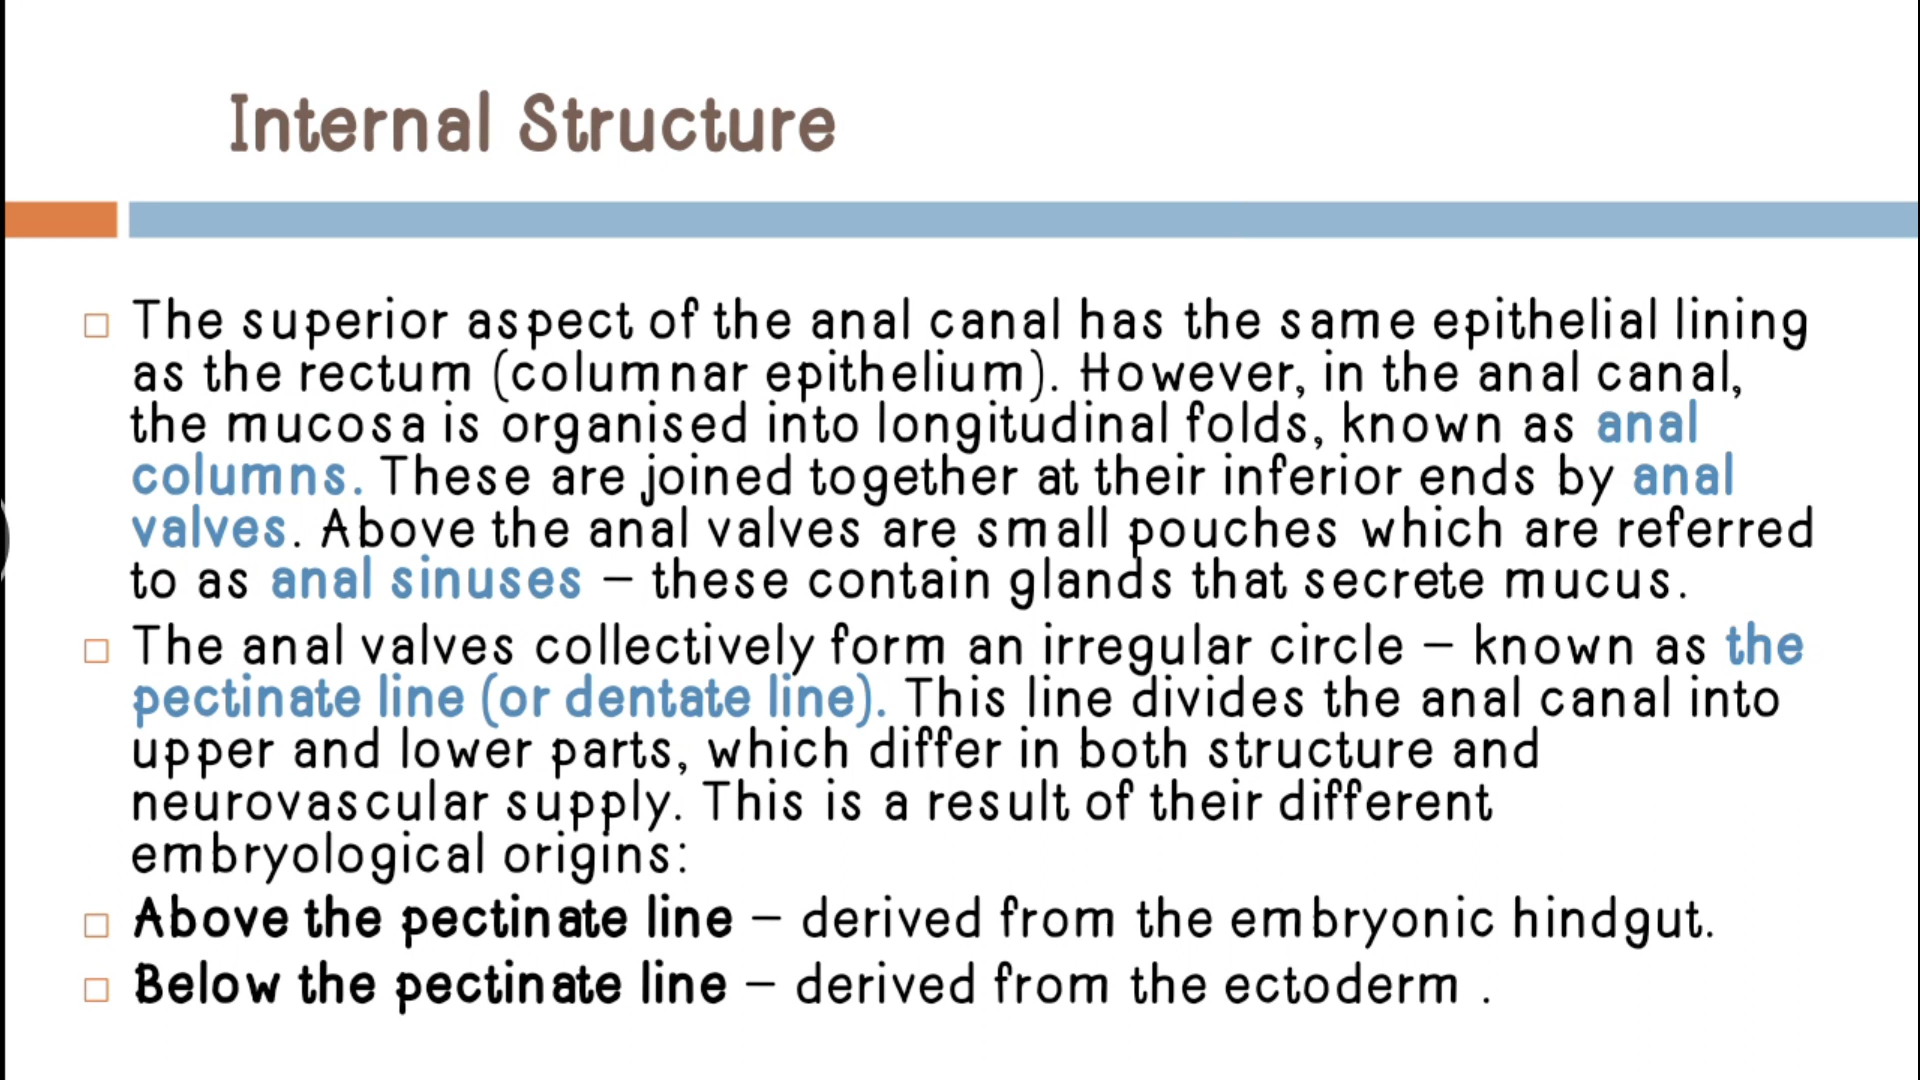 Internal Structure
The superior aspect of the anal canal has the same epithelial lining
as the rectum (columnar epithelium). However, in the anal canal,
the mucosa is organised into longitudinal folds, known as anal
columns. These are joined together at their inferior ends by anal
valves. Above the anal valves are small pouches which are referred
to as anal sinuses – these contain glands that secrete mucus.
The anal valves collectively form an irregular circle – known as the
pectinate line (or dentate line). This line divides the anal canal into
upper and lower parts, which differ in both structure and
neurovascular supply. This is a result of their different
embryological origins:
Above the pectinate line – derived from the embryonic hindgut.
Below the pectinate line – derived from the ectoderm .